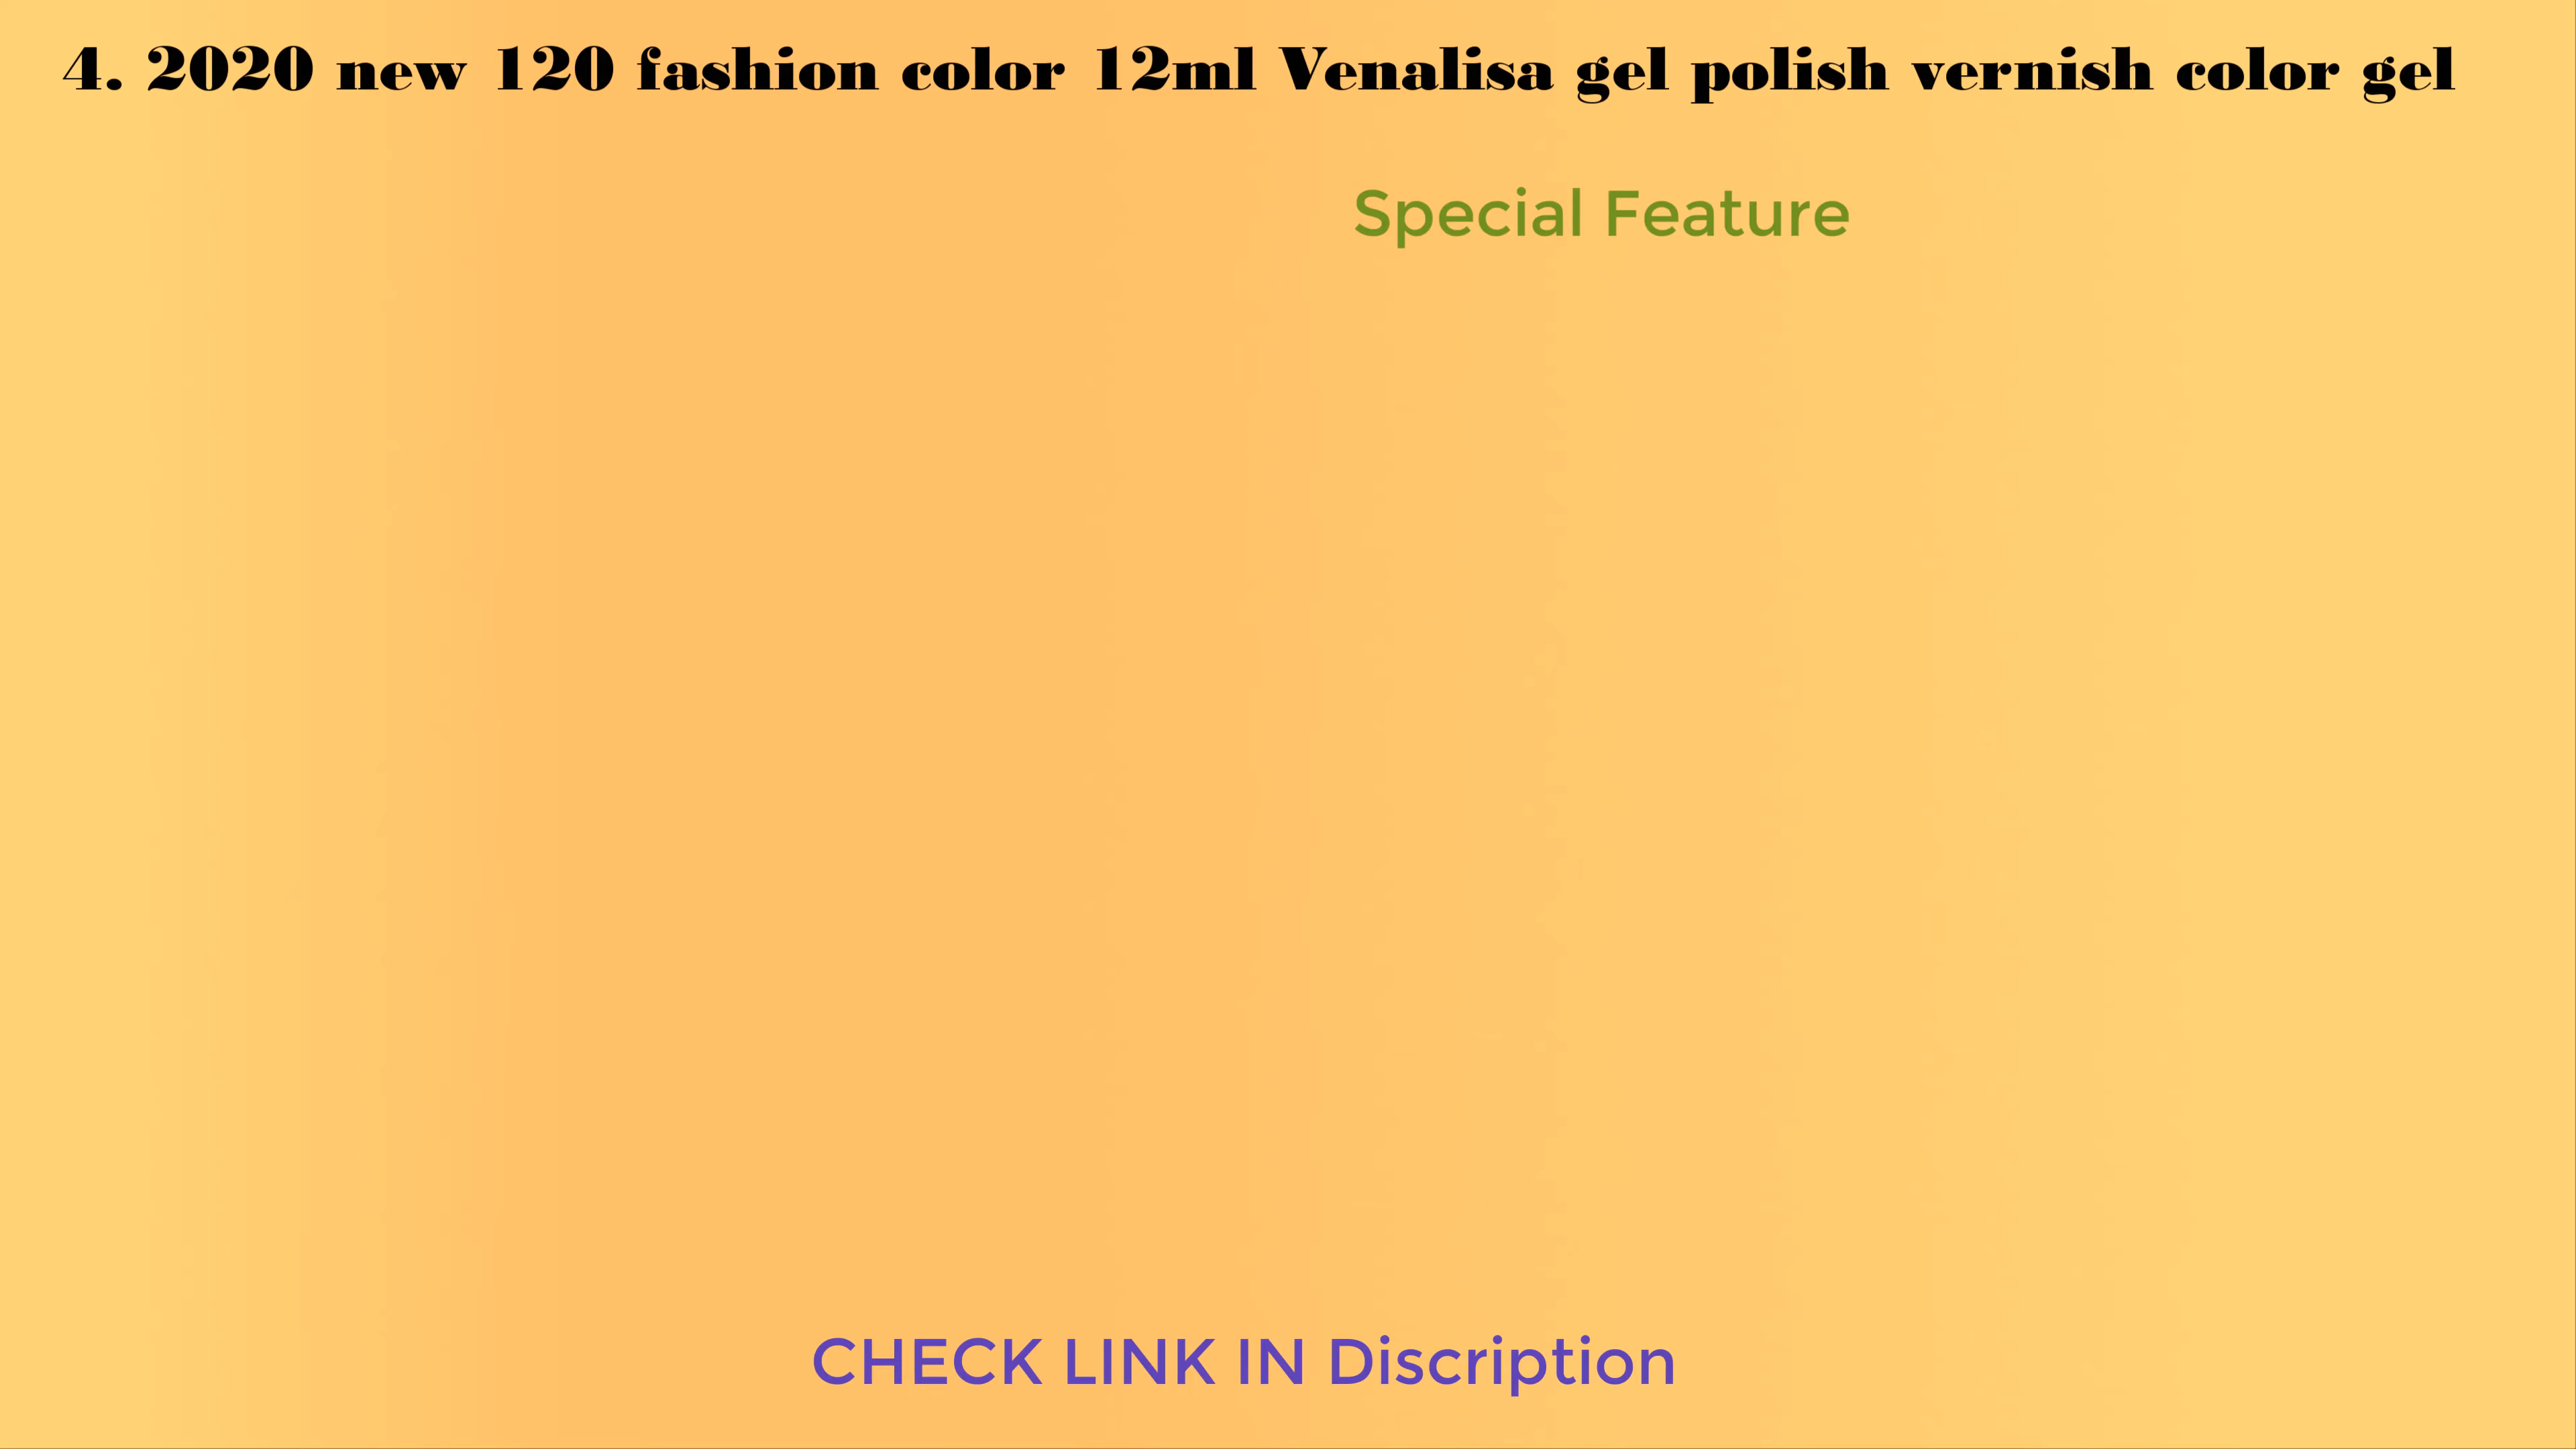 4. 2020 new 120 fashion color 12ml Venalisa gel polish vernish color gel
Special Feature
CHECK LINK IN Discription